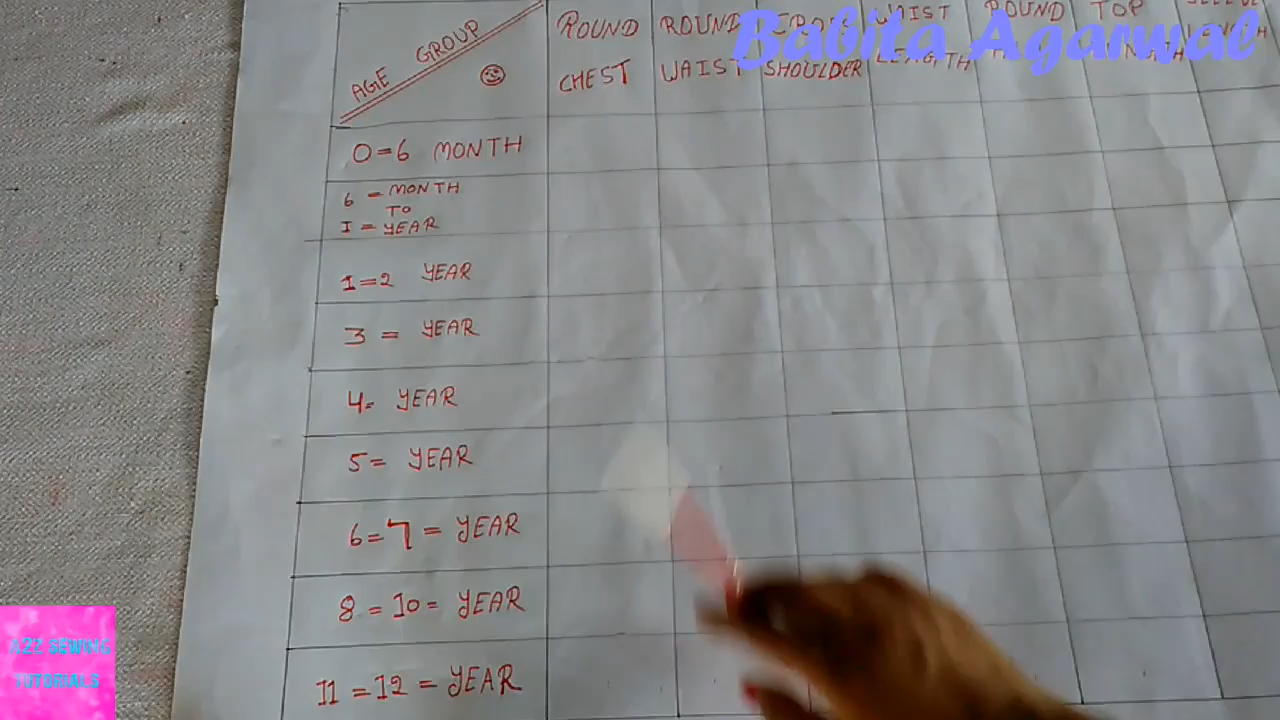 AGE GROUP
ROUND CHEST
ROUND WAIST
SHOULDER
WAIST LENGTH
ROUND
TOP
Babita Agarwal
0=6 MONTH
6 = MONTH
TO
1 = YEAR
1=2 YEAR
3 = YEAR
4= YEAR
5= YEAR
6=7= YEAR
8=10= YEAR
11=12= YEAR
A2Z SEWING
TUTORIALS